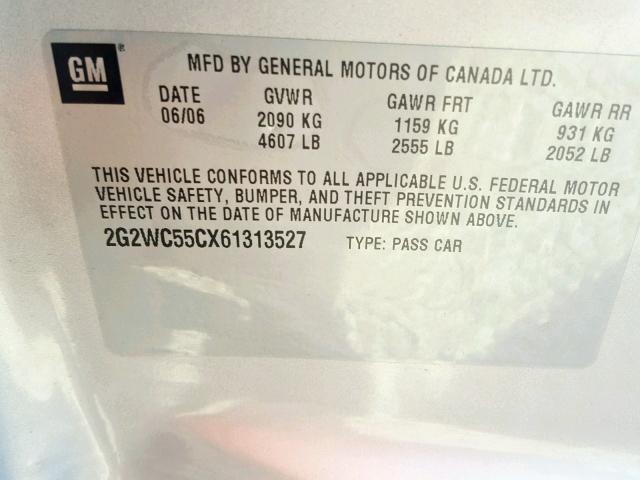 GM®
MFD BY GENERAL MOTORS OF CANADA LTD.
DATE GVWR GAWR FRT GAWR RR
06/06 2090 KG 1159 KG 931 KG
4607 LB 2555 LB 2052 LB
THIS VEHICLE CONFORMS TO ALL APPLICABLE U.S. FEDERAL MOTOR
VEHICLE SAFETY, BUMPER, AND THEFT PREVENTION STANDARDS IN
EFFECT ON THE DATE OF MANUFACTURE SHOWN ABOVE.
2G2WC55CX61313527 TYPE: PASS CAR